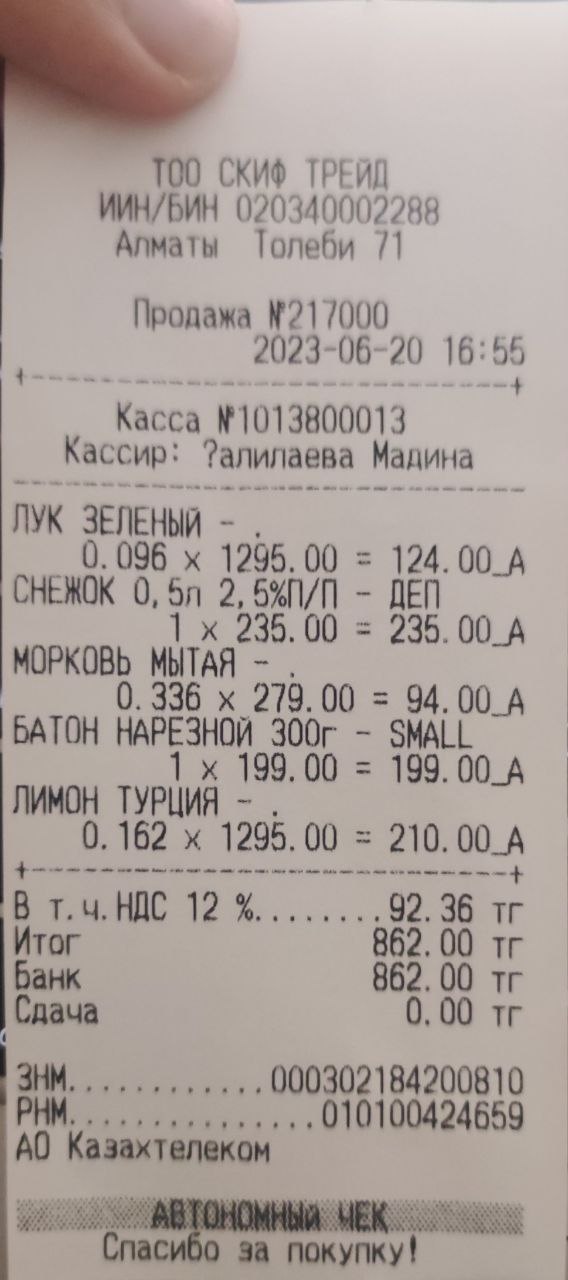 ТОО СКИФ ТРЕЙД
ИИН/БИН 020340002288
Алматы Толеби 71
Продажа №217000
2023-06-20 16:55
+-----------------------------+
Касса №1013800013
Кассир: ?алилаева Мадина
------------------------------
ЛУК ЗЕЛЕНЫЙ - .
0.096 x 1295.00 = 124.00_А
СНЕЖОК 0,5л 2,5%П/П - ДЕП
1 x 235.00 = 235.00_А
МОРКОВЬ МЫТАЯ - .
0.336 x 279.00 = 94.00_А
БАТОН НАРЕЗНОЙ 300г - SMALL
1 x 199.00 = 199.00_А
ЛИМОН ТУРЦИЯ - .
0.162 x 1295.00 = 210.00_А
+-----------------------------+
В т.ч.НДС 12 %........92.36 тг
Итог 862.00 тг
Банк 862.00 тг
Сдача 0.00 тг
ЗНМ............000302184200810
РНМ...............010100424659
АО Казахтелеком
АВТОНОМНЫЙ ЧЕК
Спасибо за покупку!